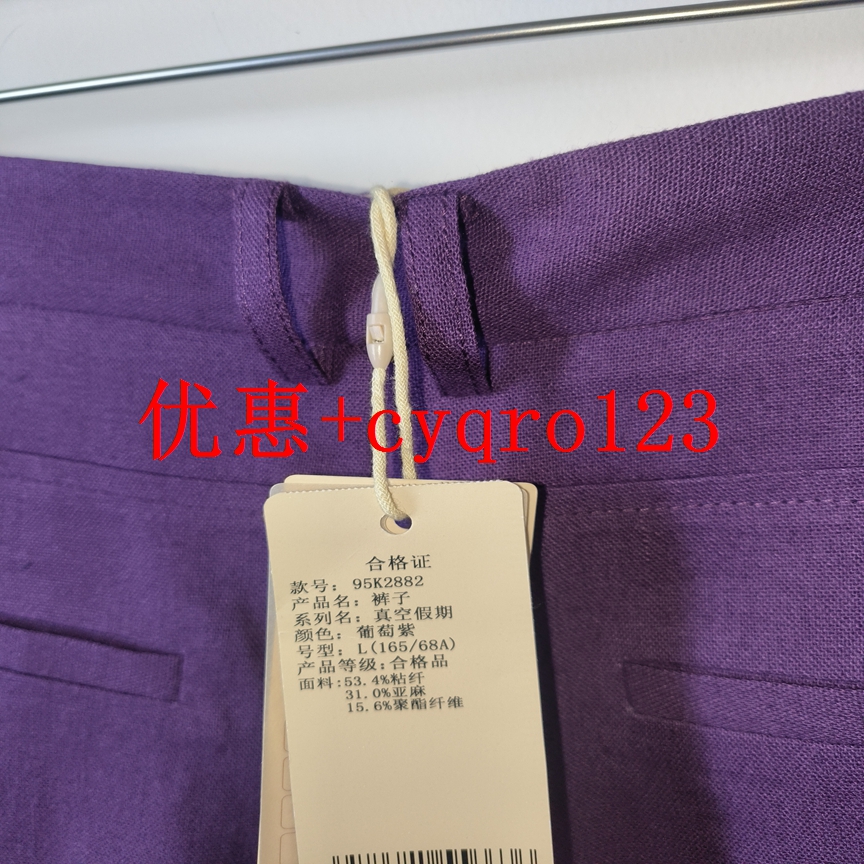 优惠+cyqro123
合格证
款号：95K2882
产品名：裤子
系列名：真空假期
颜色：葡萄紫
号型：L(165/68A)
产品等级：合格品
面料：53.4%粘纤
31.0%亚麻
15.6%聚酯纤维